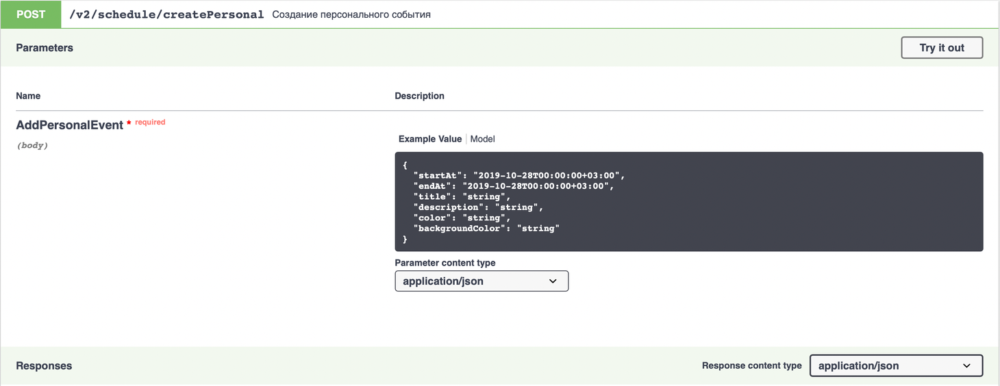 POST /v2/schedule/createPersonal Создание персонального события
Parameters Try it out
Name Description
AddPersonalEvent * required
(body)
Example Value Model
{
"startAt": "2019-10-28T00:00:00+03:00",
"endAt": "2019-10-28T00:00:00+03:00",
"title": "string",
"description": "string",
"color": "string",
"backgroundColor": "string"
}
Parameter content type
application/json
Responses Response content type application/json